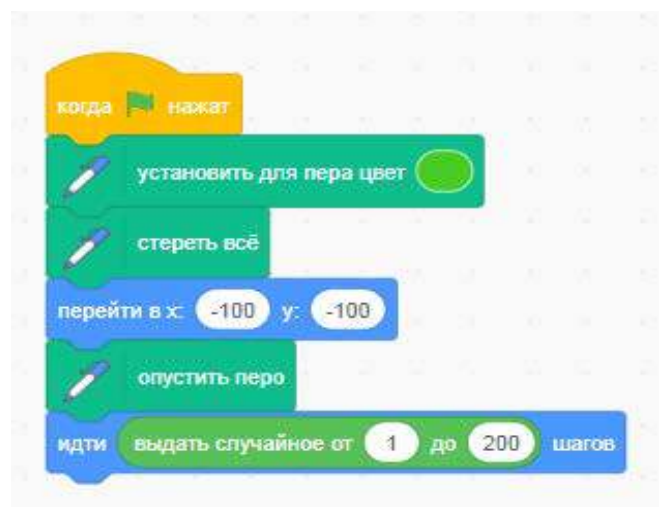 когда нажат
установить для пера цвет
стереть всё
перейти в x: -100 y: -100
опустить перо
идти выдать случайное от 1 до 200 шагов